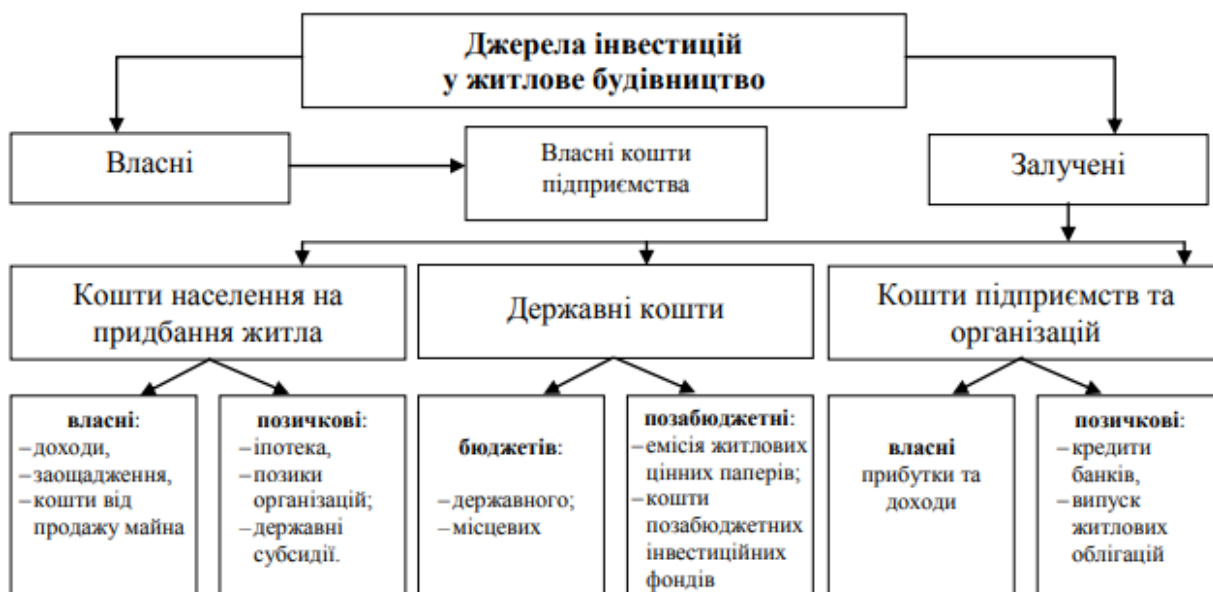 Джерела інвестицій
у житлове будівництво
Власні
Власні кошти
підприємства
Залучені
Кошти населення на
придбання житла
Державні кошти
Кошти підприємств та
організацій
власні:
–доходи,
–заощадження,
–кошти від
продажу майна
позичкові:
–іпотека,
–позики
організацій;
–державні
субсидії.
бюджетів:
–державного;
–місцевих
позабюджетні:
–емісія житлових
цінних паперів;
–кошти
позабюджетних
інвестиційних
фондів
власні
прибутки та
доходи
позичкові:
–кредити
банків,
–випуск
житлових
облігацій